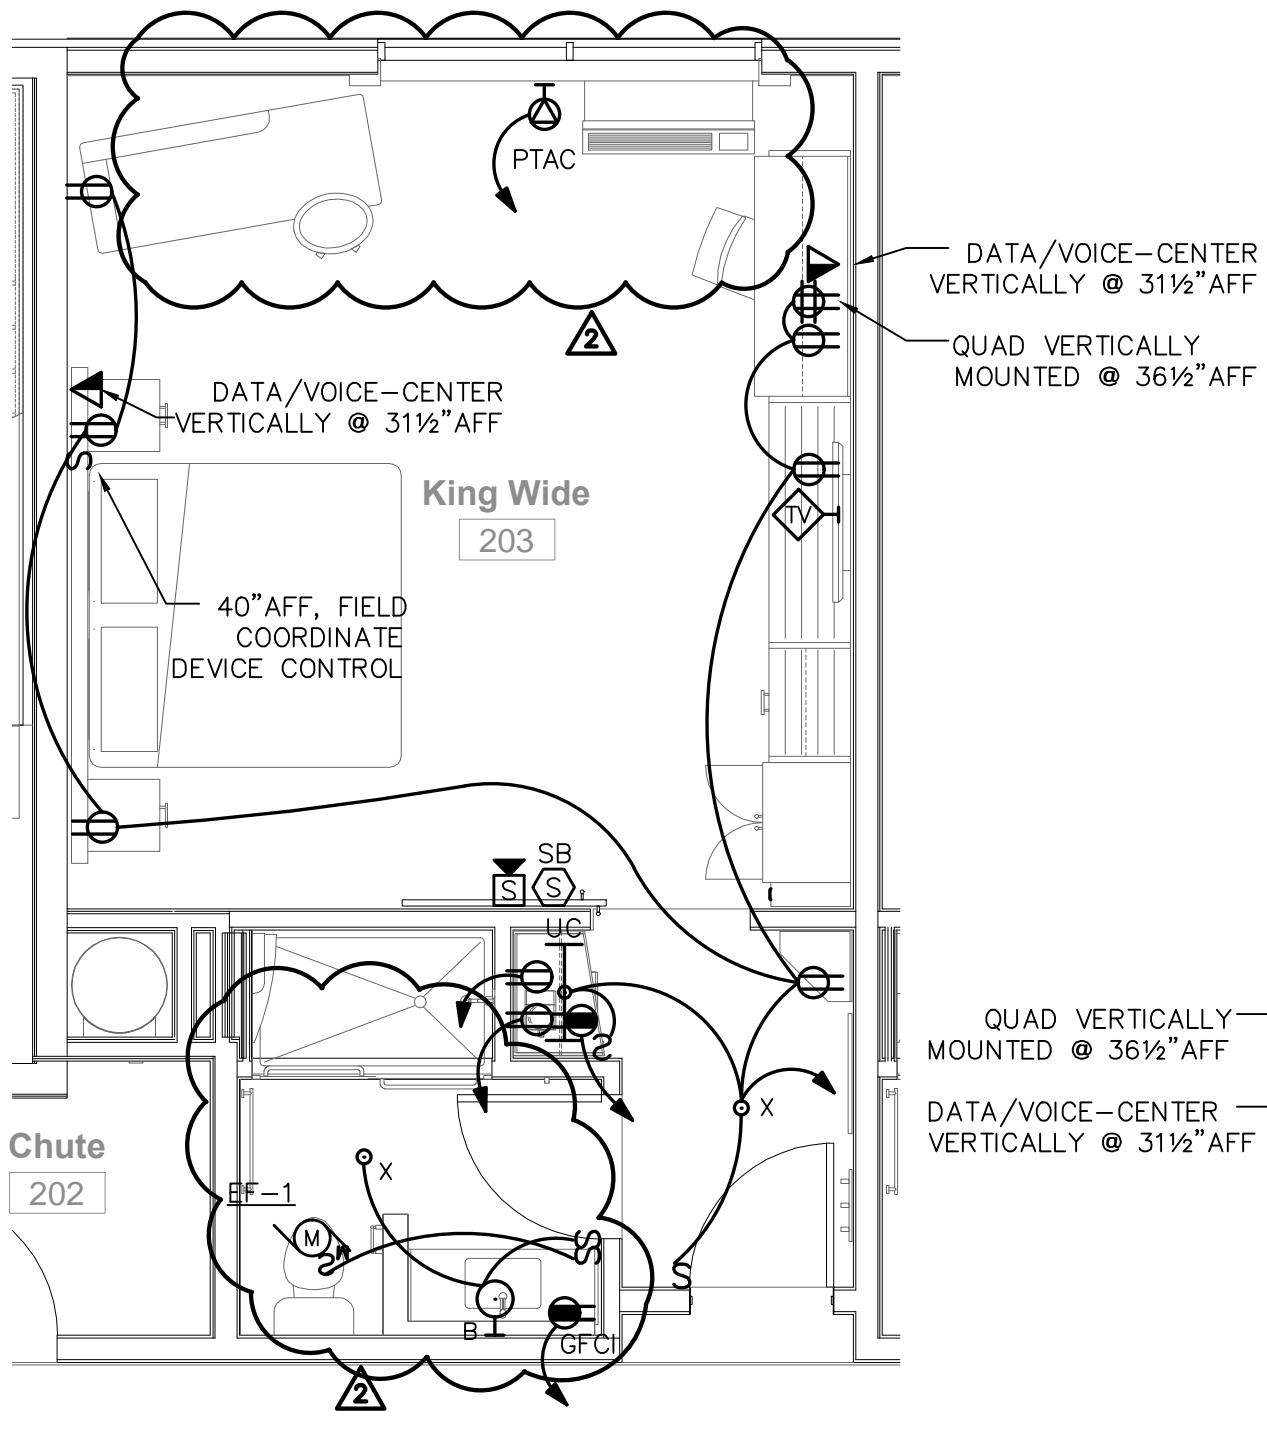 PTAC
DATA/VOICE-CENTER
VERTICALLY @ 31½"AFF
2
QUAD VERTICALLY
MOUNTED @ 36½"AFF
DATA/VOICE-CENTER
VERTICALLY @ 31½"AFF
S
King Wide
203
TV
40"AFF, FIELD
COORDINATE
DEVICE CONTROL
SB
S
S
UC
S
QUAD VERTICALLY
MOUNTED @ 36½"AFF
X
DATA/VOICE-CENTER
VERTICALLY @ 31½"AFF
Chute
202
X
EF-1
M
S
S
S
S
B
GFCI
2